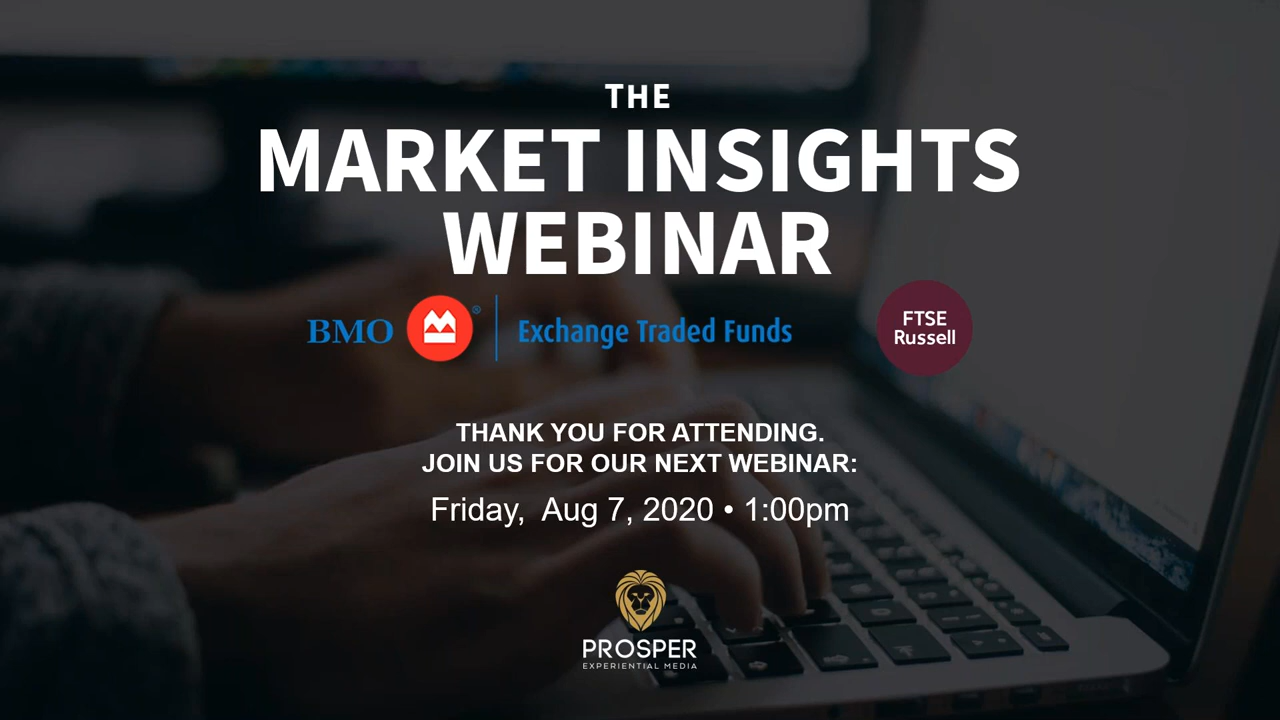 THE
MARKET INSIGHTS
WEBINAR
BMO ® Exchange Traded Funds
FTSE
Russell
THANK YOU FOR ATTENDING.
JOIN US FOR OUR NEXT WEBINAR:
Friday,  Aug 7, 2020 • 1:00pm
PROSPER
EXPERIENTIAL MEDIA